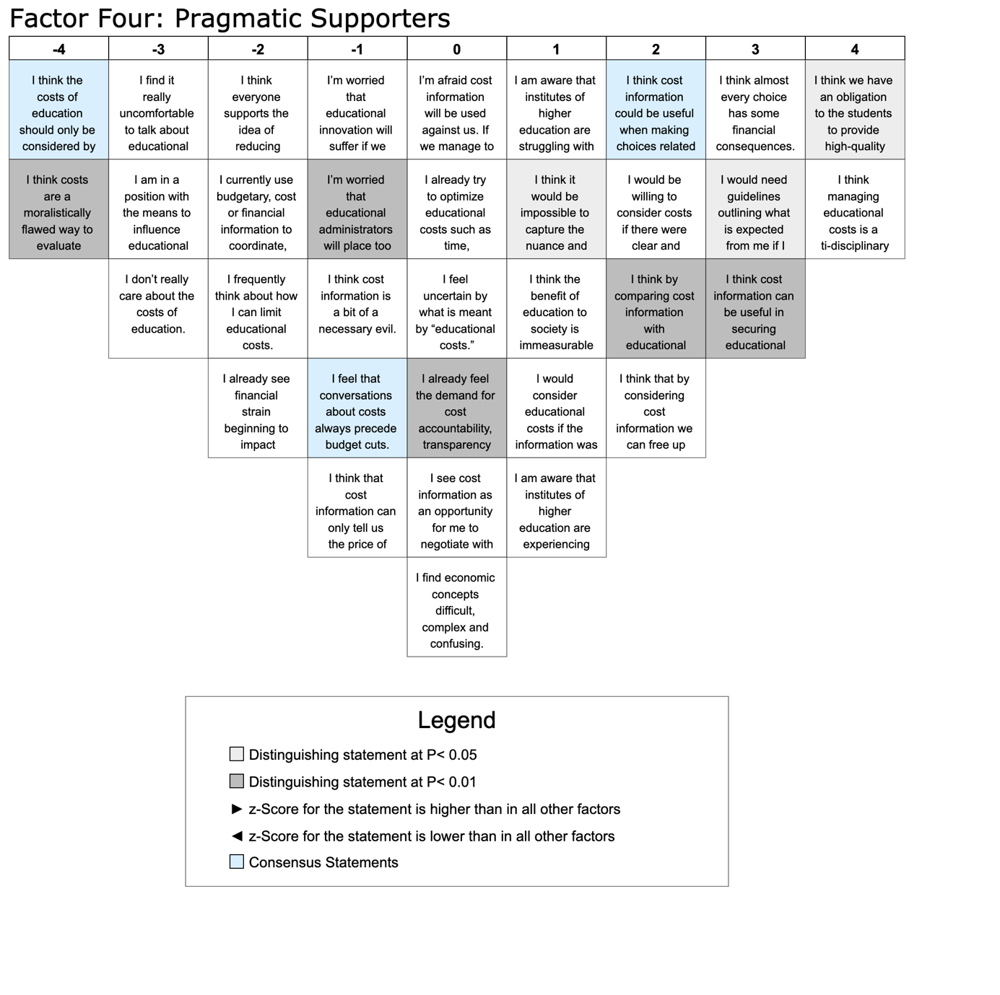 Factor Four: Pragmatic Supporters
-4
-3
-2
-1
0
1
2
3
4
I think the
costs of
education
should only be
considered by
I find it
really
uncomfortable
to talk about
educational
I think
everyone
supports the
idea of
reducing
I'm worried
that
educational
innovation will
suffer if we
I'm afraid cost
information
will be used
against us. If
we manage to
I am aware that
institutes of
higher
education are
struggling with
I think cost
information
could be useful
when making
choices related
I think almost
every choice
has some
financial
consequences.
I think we have
an obligation
to the students
to provide
high-quality
I think costs
are a
moralistically
flawed way to
evaluate
I am in a
position with
the means to
influence
educational
I currently use
budgetary, cost
or financial
information to
coordinate,
I'm worried
that
educational
administrators
will place too
I already try
to optimize
educational
costs such as
time,
I think it
would be
impossible to
capture the
nuance and
I would be
willing to
consider costs
if there were
clear and
I would need
guidelines
outlining what
is expected
from me if I
I think
managing
educational
costs is a
ti-disciplinary
I don't really
care about the
costs of
education.
I frequently
think about how
I can limit
educational
costs.
I think cost
information is
a bit of a
necessary evil.
I feel
uncertain by
what is meant
by “educational
costs.”
I think the
benefit of
education to
society is
immeasurable
I think by
comparing cost
information
with
educational
I think cost
information can
be useful in
securing
educational
I already see
financial
strain
beginning to
impact
I feel that
conversations
about costs
always precede
budget cuts.
I already feel
the demand for
cost
accountability,
transparency
I would
consider
educational
costs if the
information was
I think that by
considering
cost
information we
can free up
I think that
cost
information can
only tell us
the price of
I see cost
information as
an opportunity
for me to
negotiate with
I am aware that
institutes of
higher
education are
experiencing
I find economic
concepts
difficult,
complex and
confusing.
Legend
Distinguishing statement at P< 0.05
Distinguishing statement at P< 0.01
► z-Score for the statement is higher than in all other factors
◄ z-Score for the statement is lower than in all other factors
Consensus Statements